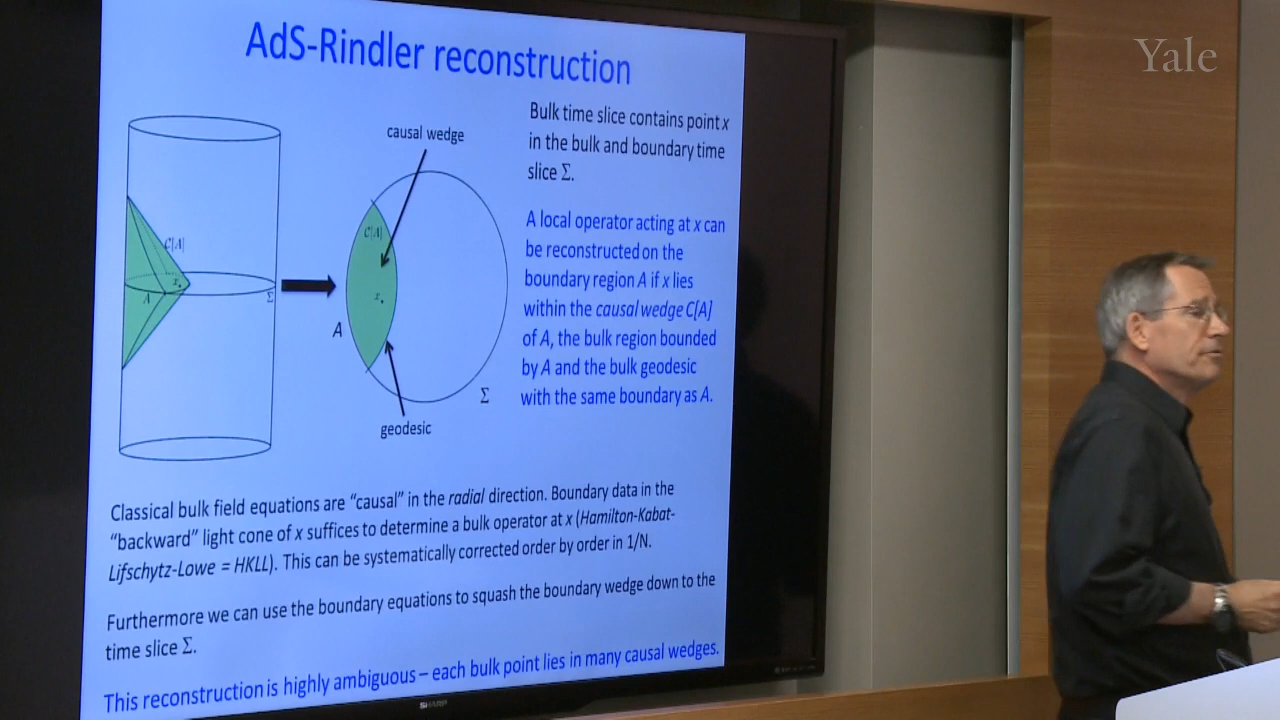 AdS-Rindler reconstruction
Yale
causal wedge
Bulk time slice contains point x
in the bulk and boundary time
slice Σ.
C[A]
x
A
Σ
C[A]
x
A
Σ
geodesic
A local operator acting at x can
be reconstructed on the
boundary region A if x lies
within the causal wedge C[A]
of A, the bulk region bounded
by A and the bulk geodesic
with the same boundary as A.
Classical bulk field equations are “causal” in the radial direction. Boundary data in the
“backward” light cone of x suffices to determine a bulk operator at x (Hamilton-Kabat-
Lifschytz-Lowe = HKLL). This can be systematically corrected order by order in 1/N.
Furthermore we can use the boundary equations to squash the boundary wedge down to the
time slice Σ.
This reconstruction is highly ambiguous – each bulk point lies in many causal wedges.
SHARP